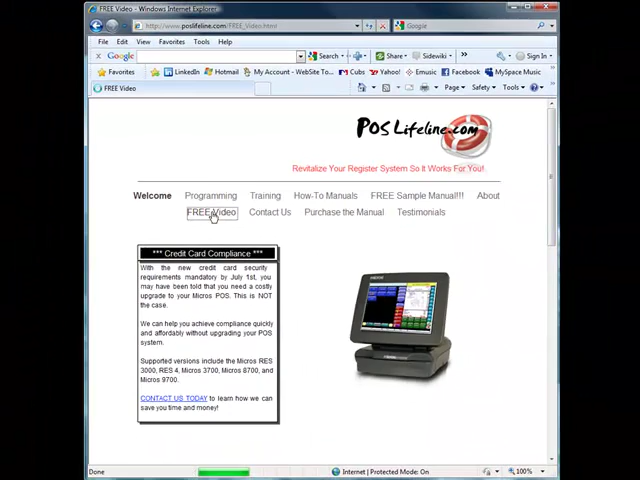 FREE Video - Windows Internet Explorer
http://www.poslifeline.com/FREE_Video.html
Google
File Edit View Favorites Tools Help
Google Search Share Sidewiki Sign In
Favorites LinkedIn Hotmail My Account - WebSite To... Cubs Yahoo! Emusic Facebook MySpace Music
FREE Video Page Safety Tools
POS Lifeline.com
Revitalize Your Register System So It Works For You!
Welcome Programming Training How-To Manuals FREE Sample Manual!!! About
FREE Video Contact Us Purchase the Manual Testimonials
*** Credit Card Compliance ***
With the new credit card security
requirements mandatory by July 1st, you
may have been told that you need a costly
upgrade to your Micros POS. This is NOT
the case.
We can help you achieve compliance quickly
and affordably without upgrading your POS
system.
Supported versions include the Micros RES
3000, RES 4, Micros 3700, Micros 8700, and
Micros 9700.
CONTACT US TODAY to learn how we can
save you time and money!
Done Internet | Protected Mode: On 100%